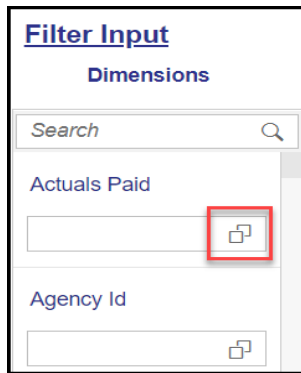 Filter Input
Dimensions
Search
Actuals Paid
Agency Id